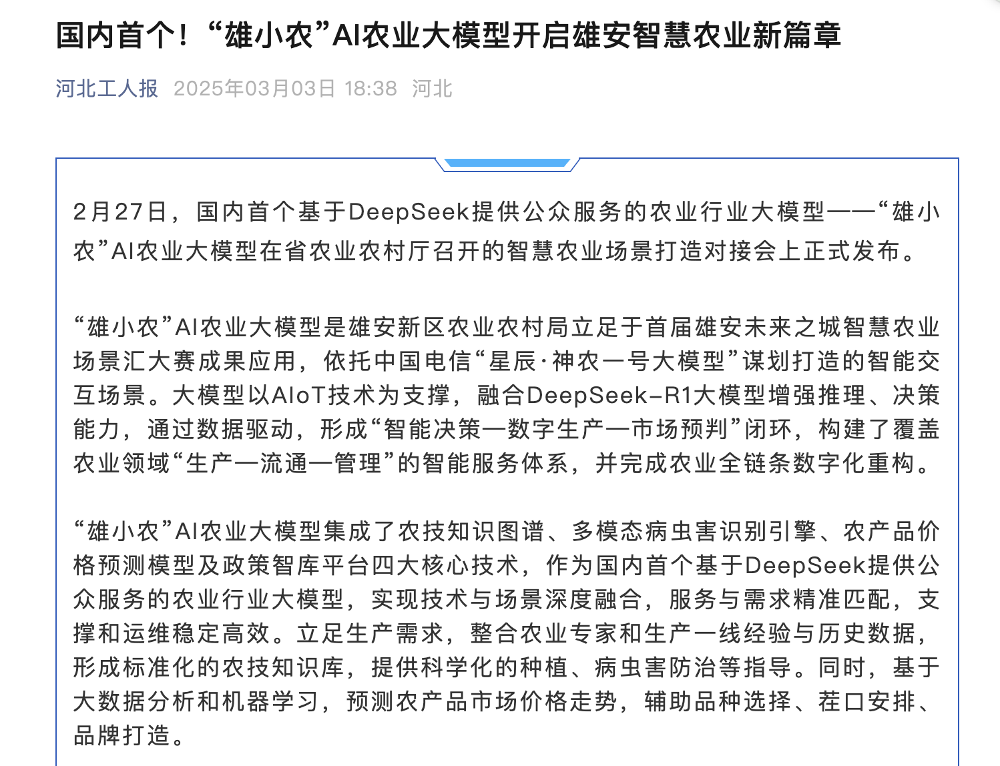 国内首个！“雄小农”AI农业大模型开启雄安智慧农业新篇章
河北工人报 2025年03月03日 18:38 河北
2月27日，国内首个基于DeepSeek提供公众服务的农业行业大模型——“雄小
农”AI农业大模型在省农业农村厅召开的智慧农业场景打造对接会上正式发布。
“雄小农”AI农业大模型是雄安新区农业农村局立足于首届雄安未来之城智慧农业
场景汇大赛成果应用，依托中国电信“星辰·神农一号大模型”谋划打造的智能交
互场景。大模型以AIoT技术为支撑，融合DeepSeek-R1大模型增强推理、决策
能力，通过数据驱动，形成“智能决策—数字生产—市场预判”闭环，构建了覆盖
农业领域“生产—流通—管理”的智能服务体系，并完成农业全链条数字化重构。
“雄小农”AI农业大模型集成了农技知识图谱、多模态病虫害识别引擎、农产品价
格预测模型及政策智库平台四大核心技术，作为国内首个基于DeepSeek提供公
众服务的农业行业大模型，实现技术与场景深度融合，服务与需求精准匹配，支
撑和运维稳定高效。立足生产需求，整合农业专家和生产一线经验与历史数据，
形成标准化的农技知识库，提供科学化的种植、病虫害防治等指导。同时，基于
大数据分析和机器学习，预测农产品市场价格走势，辅助品种选择、茬口安排、
品牌打造。